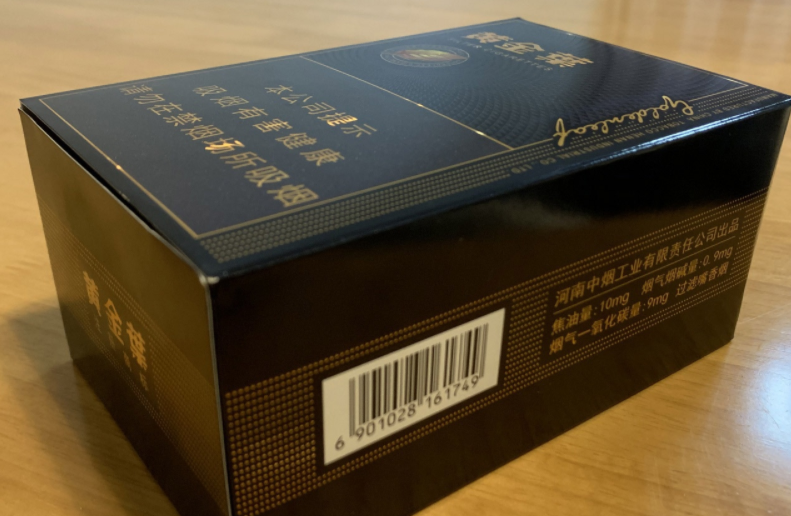 黄金葉
Goldenleaf
本公司提示
吸烟有害健康
请勿在禁烟场所吸烟
黄金葉
河南中烟工业有限责任公司出品
焦油量:10mg 烟气烟碱量:0.9mg
烟气一氧化碳量:9mg 过滤嘴香烟
6 901028 161749